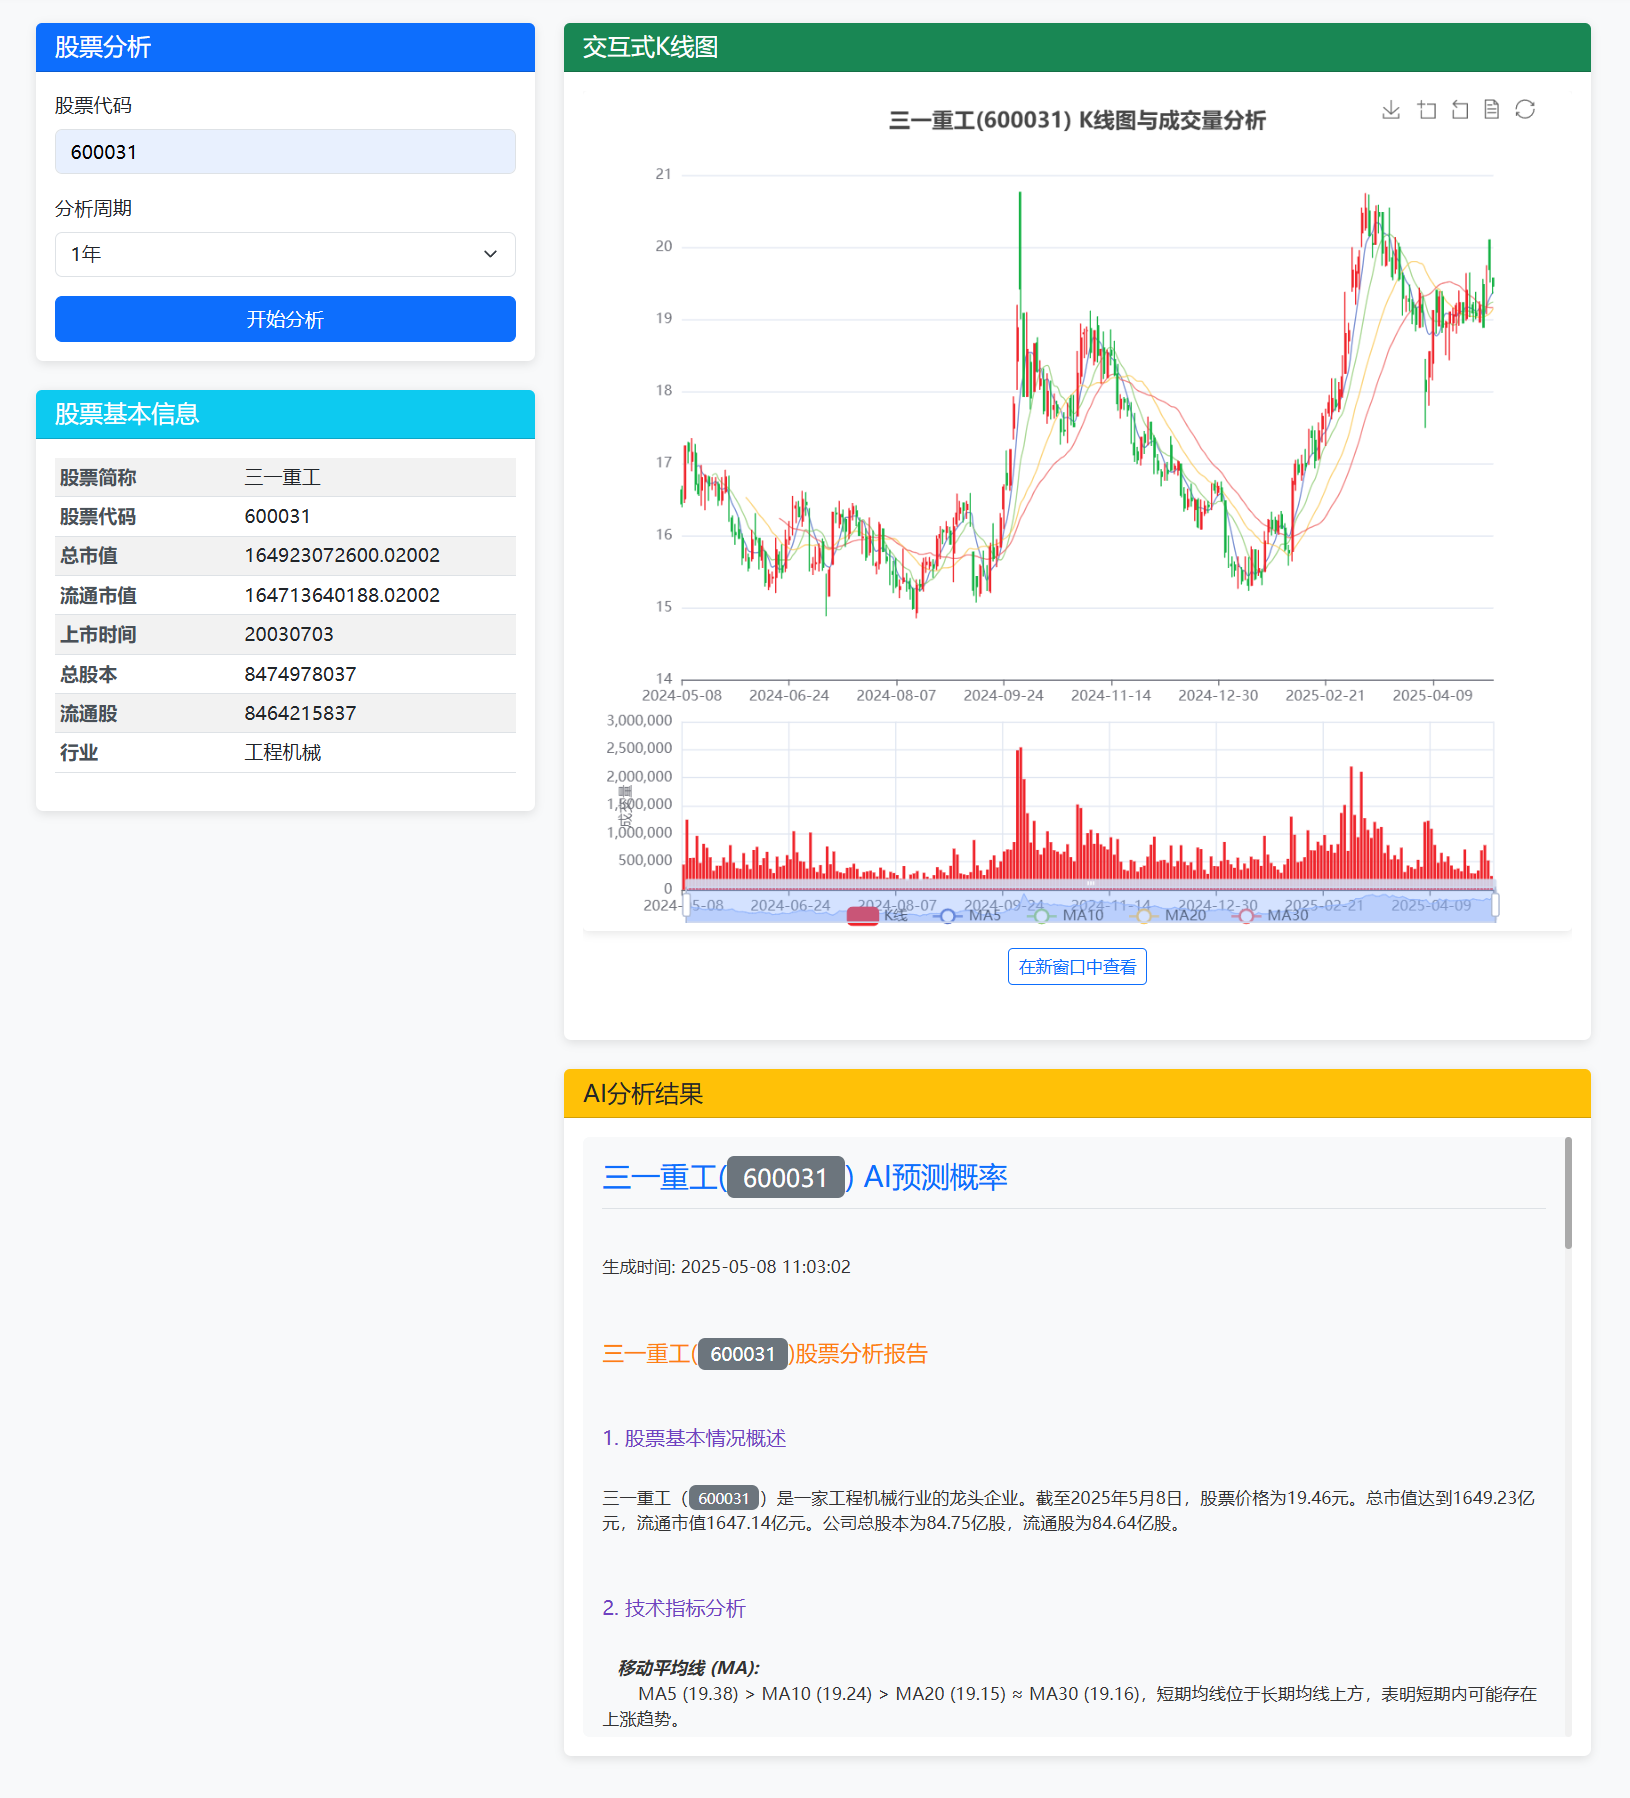 股票分析
股票代码
600031
分析周期
1年
开始分析
股票基本信息
股票简称 三一重工
股票代码 600031
总市值 164923072600.02002
流通市值 164713640188.02002
上市时间 20030703
总股本 8474978037
流通股 8464215837
行业 工程机械
交互式K线图
三一重工(600031) K线图与成交量分析
21
20
19
18
17
16
15
14
2024-05-08 2024-06-24 2024-08-07 2024-09-24 2024-11-14 2024-12-30 2025-02-21 2025-04-09
成交量
3,000,000
2,500,000
2,000,000
1,500,000
1,000,000
500,000
0
2024-05-08 2024-06-24 2024-08-07 2024-09-24 2024-11-14 2024-12-30 2025-02-21 2025-04-09
K线 MA5 MA10 MA20 MA30
在新窗口中查看
AI分析结果
三一重工(600031) AI预测概率
生成时间: 2025-05-08 11:03:02
三一重工(600031)股票分析报告
1. 股票基本情况概述
三一重工（600031）是一家工程机械行业的龙头企业。截至2025年5月8日，股票价格为19.46元。总市值达到1649.23亿
元，流通市值1647.14亿元。公司总股本为84.75亿股，流通股为84.64亿股。
2. 技术指标分析
移动平均线 (MA):
MA5 (19.38) > MA10 (19.24) > MA20 (19.15) ≈ MA30 (19.16)，短期均线位于长期均线上方，表明短期内可能存在
上涨趋势。